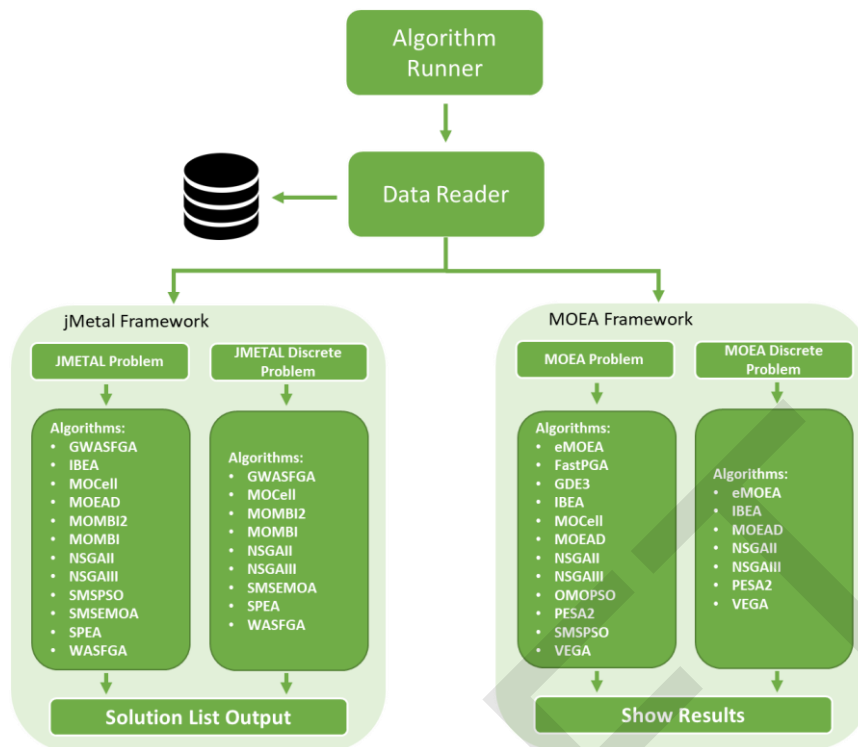 Algorithm
Runner
Data Reader
jMetal Framework
JMETAL Problem
JMETAL Discrete
Problem
Algorithms:
• GWASFGA
• IBEA
• MOCell
• MOEAD
• MOMBI2
• MOMBI
• NSGAII
• NSGAIII
• SMSPSO
• SMSEMOA
• SPEA
• WASFGA
Algorithms:
• GWASFGA
• MOCell
• MOMBI2
• MOMBI
• NSGAII
• NSGAIII
• SMSEMOA
• SPEA
• WASFGA
Solution List Output
MOEA Framework
MOEA Problem
MOEA Discrete
Problem
Algorithms:
• eMOEA
• FastPGA
• GDE3
• IBEA
• MOCell
• MOEAD
• NSGAII
• NSGAIII
• OMOPSO
• PESA2
• SMSPSO
• VEGA
Algorithms:
• eMOEA
• IBEA
• MOEAD
• NSGAII
• NSGAIII
• PESA2
• VEGA
Show Results